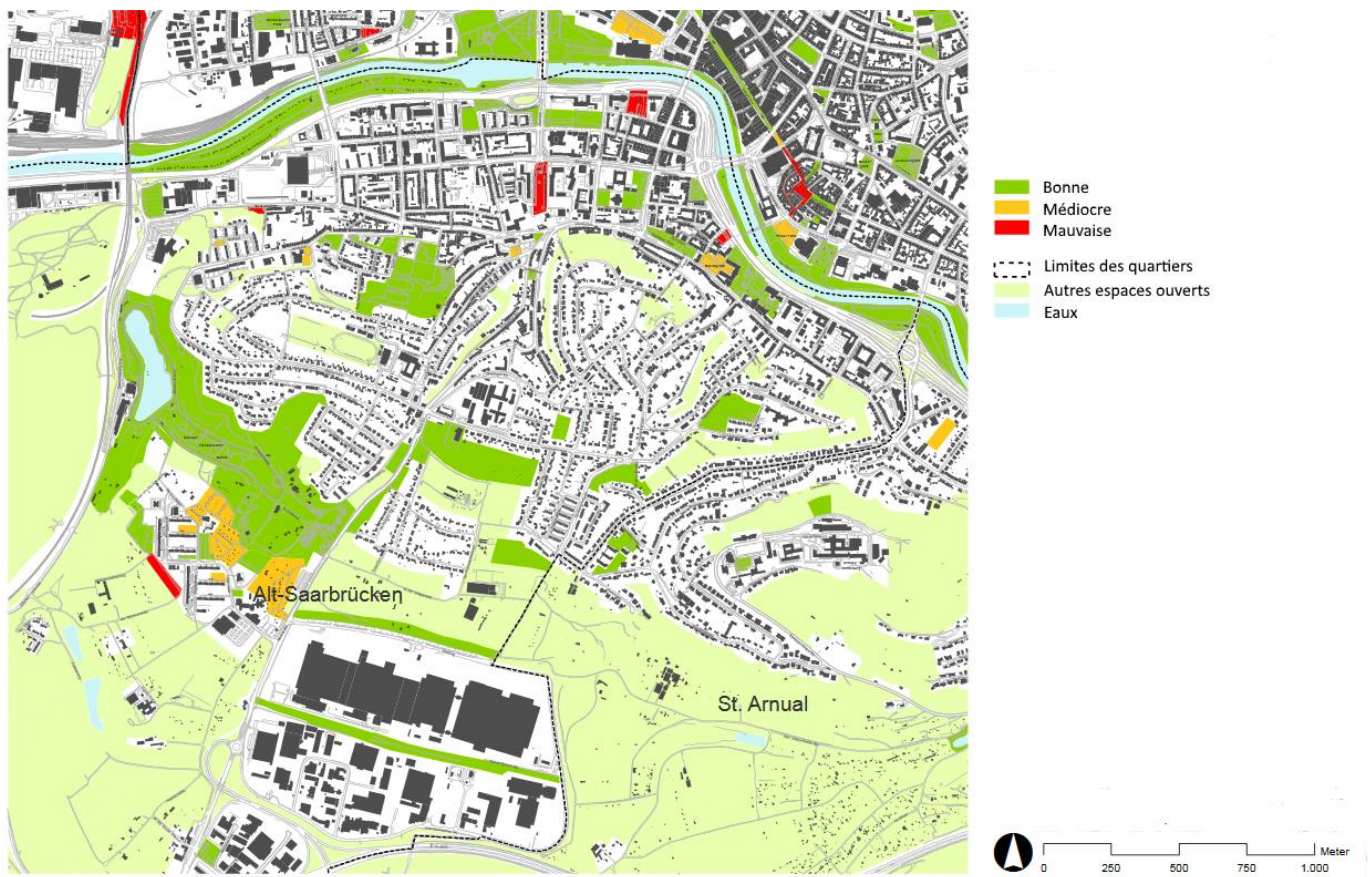 Bonne
Médiocre
Mauvaise
Limites des quartiers
Autres espaces ouverts
Eaux
Alt-Saarbrücken
St. Arnual
Meter
0 250 500 750 1.000